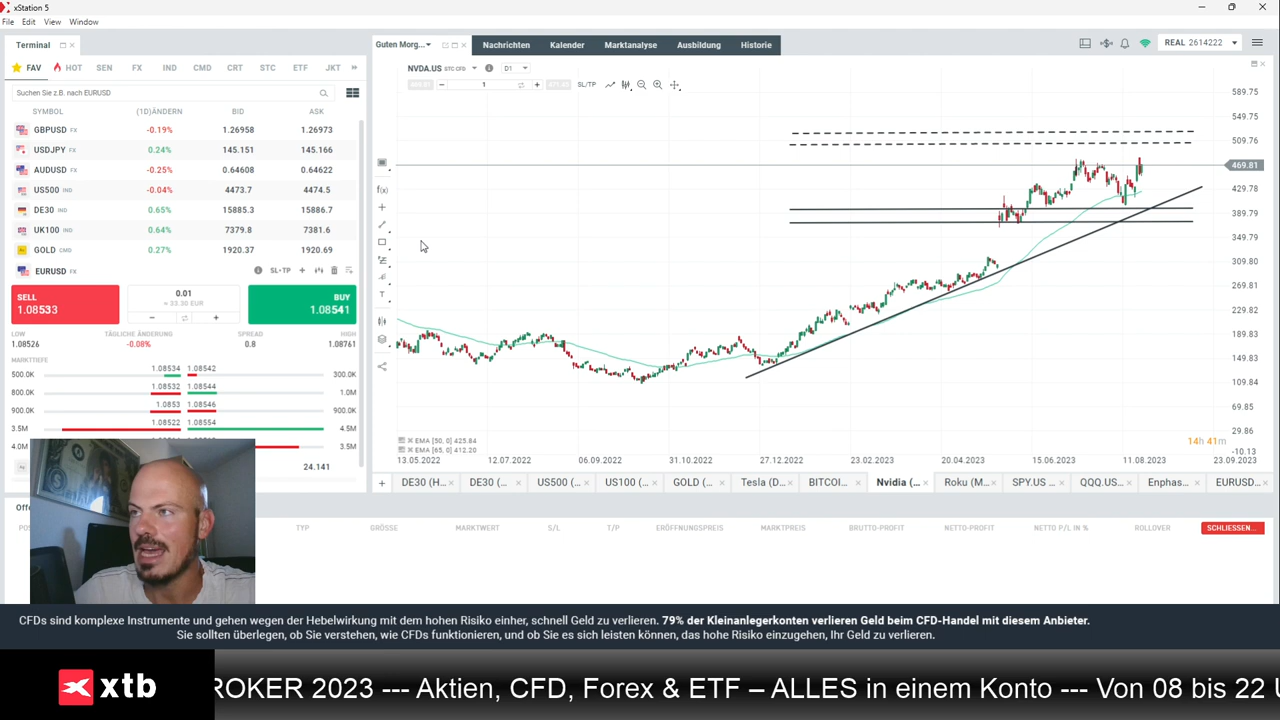 xStation 5
File Edit View Window
Terminal
FAV HOT SEN FX IND CMD CRT STC ETF JKT
Suchen Sie z.B. nach EURUSD
SYMBOL (1D)ÄNDERN BID ASK
GBPUSD FX -0.19% 1.26958 1.26973
USDJPY FX 0.24% 145.151 145.166
AUDUSD FX -0.25% 0.64608 0.64622
US500 IND -0.04% 4473.7 4474.5
DE30 IND 0.65% 15885.3 15886.7
UK100 IND 0.64% 7379.8 7381.6
GOLD CMD 0.27% 1920.37 1920.69
EURUSD FX SL+TP
SELL
1.08533
0.01
≈ 33.30 EUR
BUY
1.08541
LOW TÄGLICHE ÄNDERUNG SPREAD HIGH
1.08526 -0.08% 0.8 1.08761
MARKTTIEFE
500.0K 1.08534 1.08542 300.0K
800.0K 1.08532 1.08544 1.0M
900.0K 1.0853 1.08546 900.0K
3.5M 1.08522 1.08554 4.5M
4.0M 3.5M
24.141
Guten Morg... Nachrichten Kalender Marktanalyse Ausbildung Historie
REAL 2614222
NVDA.US STC CFD D1
1 SL/TP
589.75
549.75
509.76
469.81
429.78
389.79
349.79
309.80
269.81
229.82
189.83
149.83
109.84
69.85
29.86
-10.13
EMA [50, 0] 425.84
EMA [65, 0] 412.20
14h 41m
13.05.2022 12.07.2022 06.09.2022 31.10.2022 27.12.2022 23.02.2023 20.04.2023 15.06.2023 11.08.2023 23.09.2023
DE30 (H... DE30 (... US500 (... US100 (... GOLD (... Tesla (D... BITCOI... Nvidia (... Roku (M... SPY.US ... QQQ.US... Enphas... EURUSD...
TYP GRÖSSE MARKTWERT S/L T/P ERÖFFNUNGSPREIS MARKTPREIS BRUTTO-PROFIT NETTO-PROFIT NETTO P/L IN % ROLLOVER SCHLIESSEN...
CFDs sind komplexe Instrumente und gehen wegen der Hebelwirkung mit dem hohen Risiko einher, schnell Geld zu verlieren. 79% der Kleinanlegerkonten verlieren Geld beim CFD-Handel mit diesem Anbieter.
Sie sollten überlegen, ob Sie verstehen, wie CFDs funktionieren, und ob Sie es sich leisten können, das hohe Risiko einzugehen, Ihr Geld zu verlieren.
xtb
ROKER 2023 --- Aktien, CFD, Forex & ETF – ALLES in einem Konto --- Von 08 bis 22 U